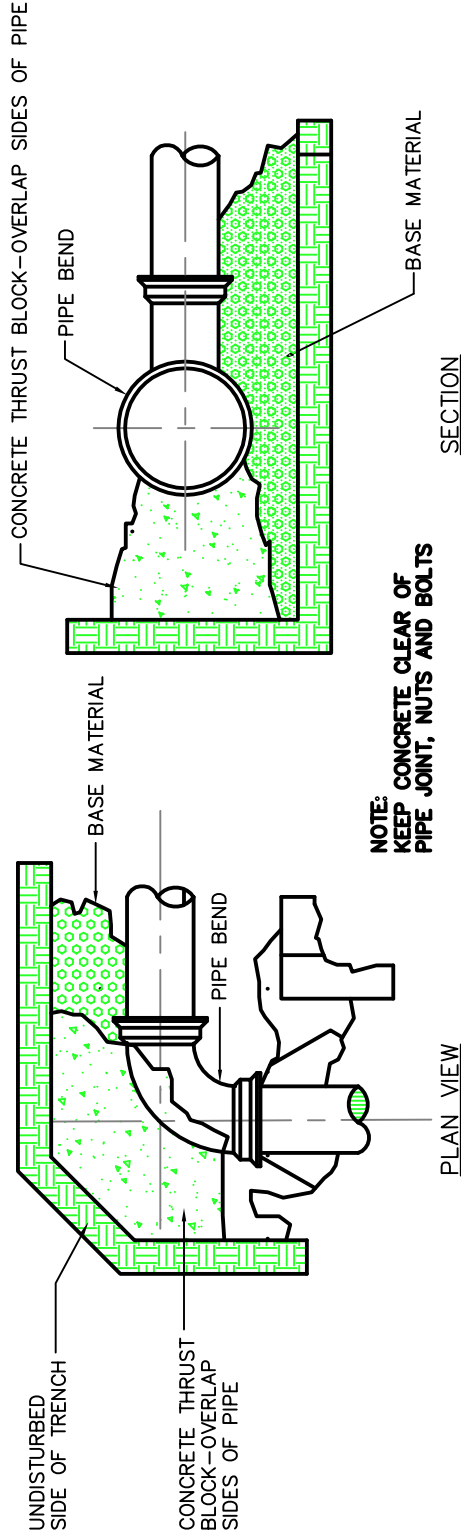 UNDISTURBED
SIDE OF TRENCH
CONCRETE THRUST
BLOCK-OVERLAP
SIDES OF PIPE
BASE MATERIAL
PIPE BEND
PLAN VIEW
CONCRETE THRUST BLOCK-OVERLAP SIDES OF PIPE
PIPE BEND
BASE MATERIAL
SECTION
NOTE:
KEEP CONCRETE CLEAR OF
PIPE JOINT, NUTS AND BOLTS